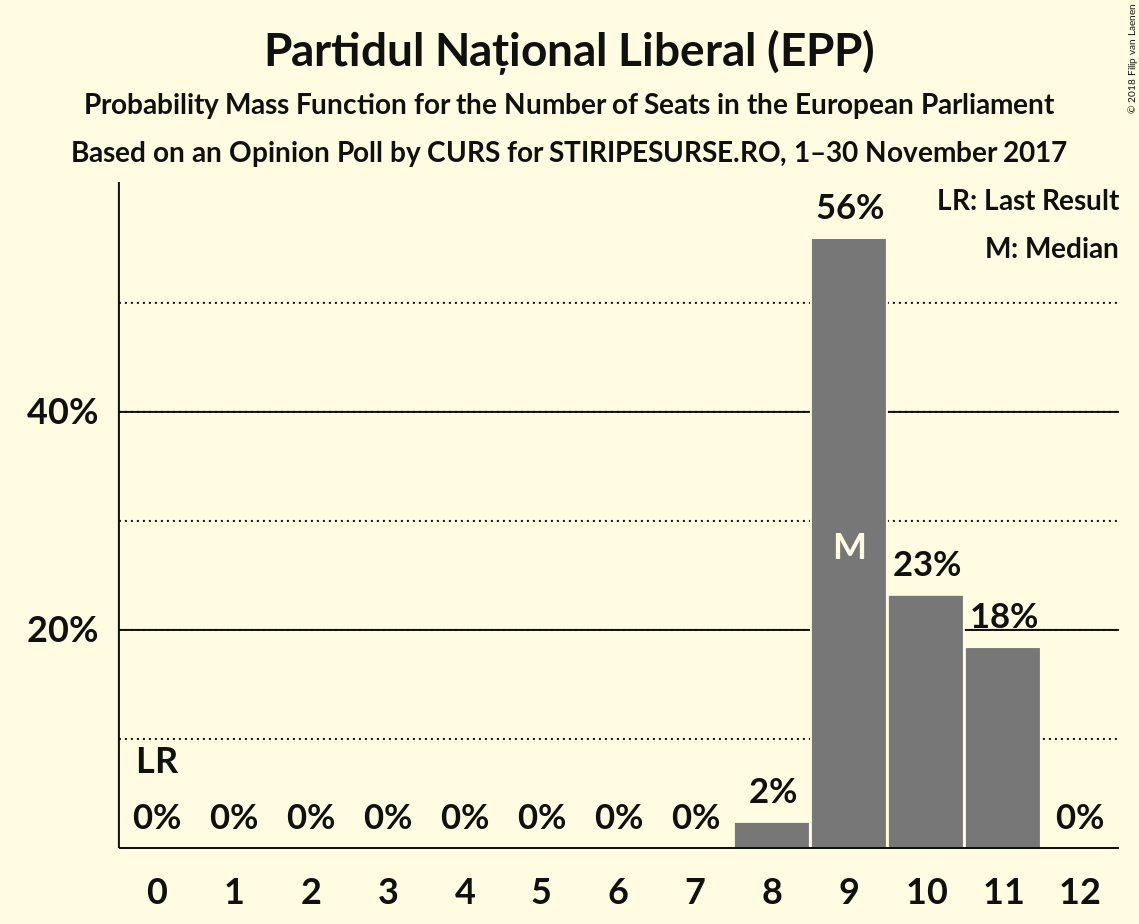 Partidul Național Liberal (EPP)
Probability Mass Function for the Number of Seats in the European Parliament
Based on an Opinion Poll by CURS for STIRIPESURSE.RO, 1–30 November 2017
© 2018 Filip van Laenen
LR: Last Result
M: Median
56%
40%
M
23%
18%
20%
LR
2%
0% 0% 0% 0% 0% 0% 0% 0% 0%
0 1 2 3 4 5 6 7 8 9 10 11 12